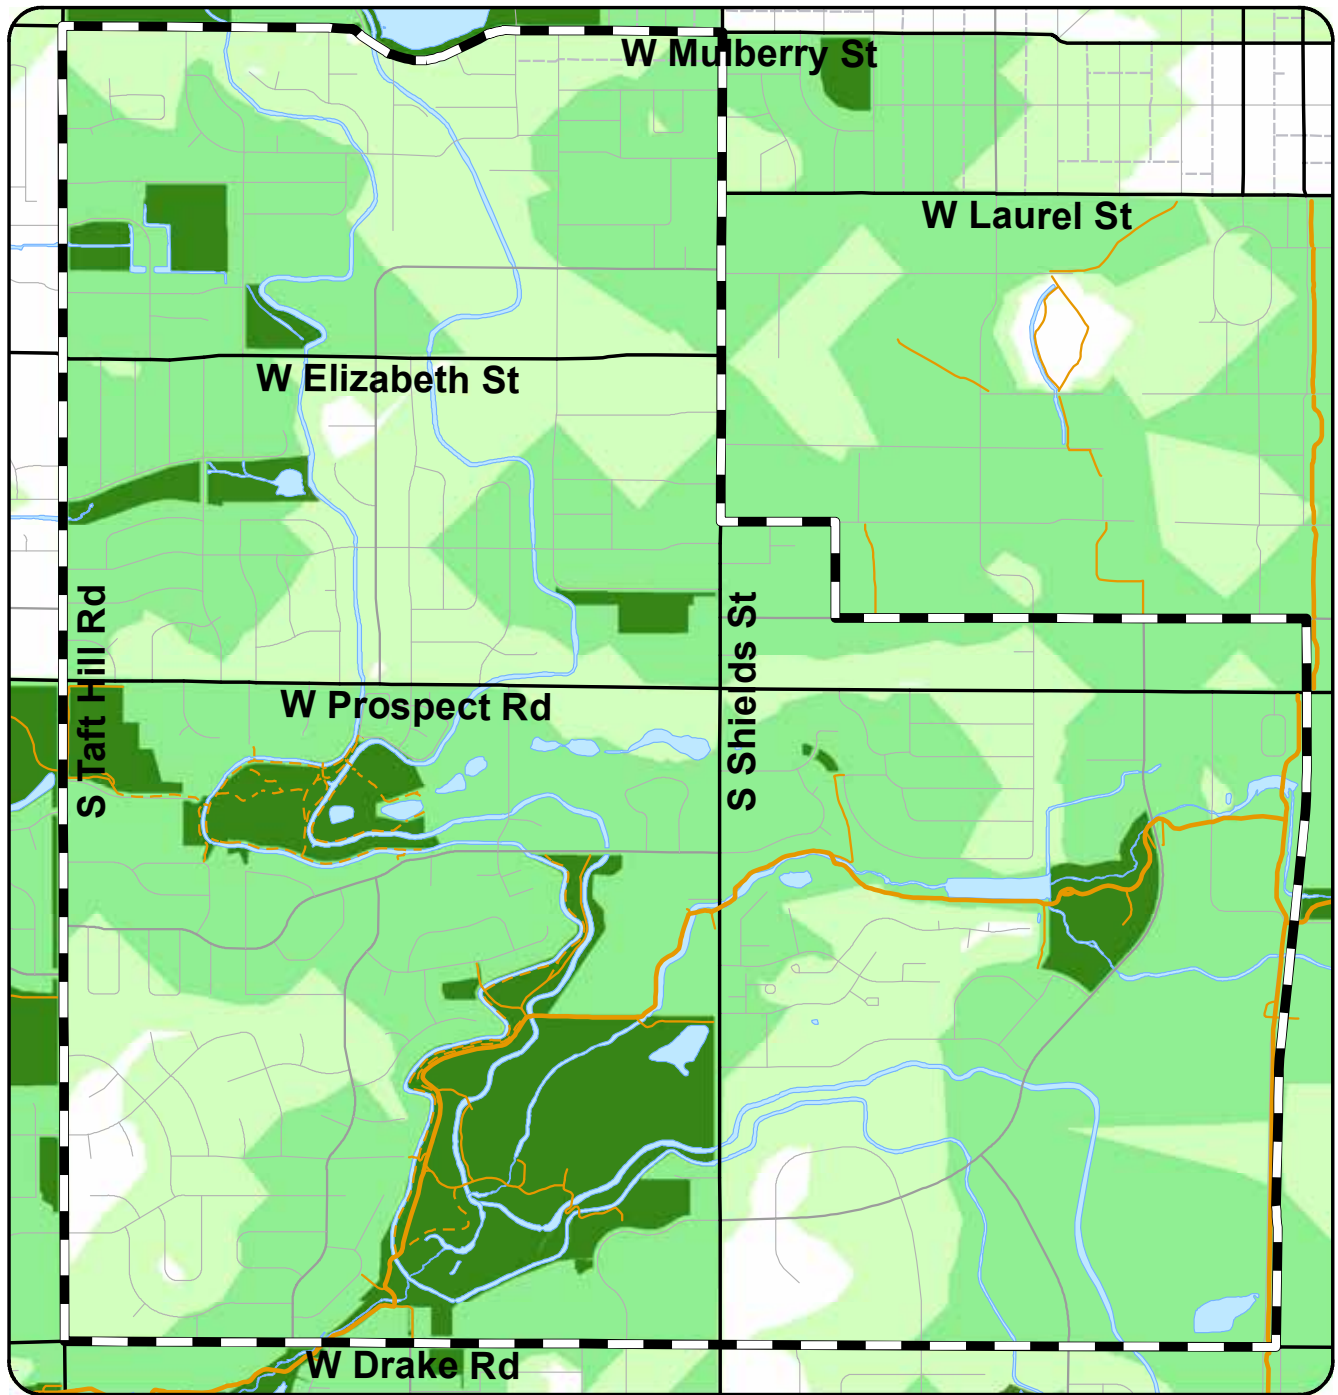 W Mulberry St
W Laurel St
W Elizabeth St
S Taft Hill Rd
S Shields St
W Prospect Rd
W Drake Rd